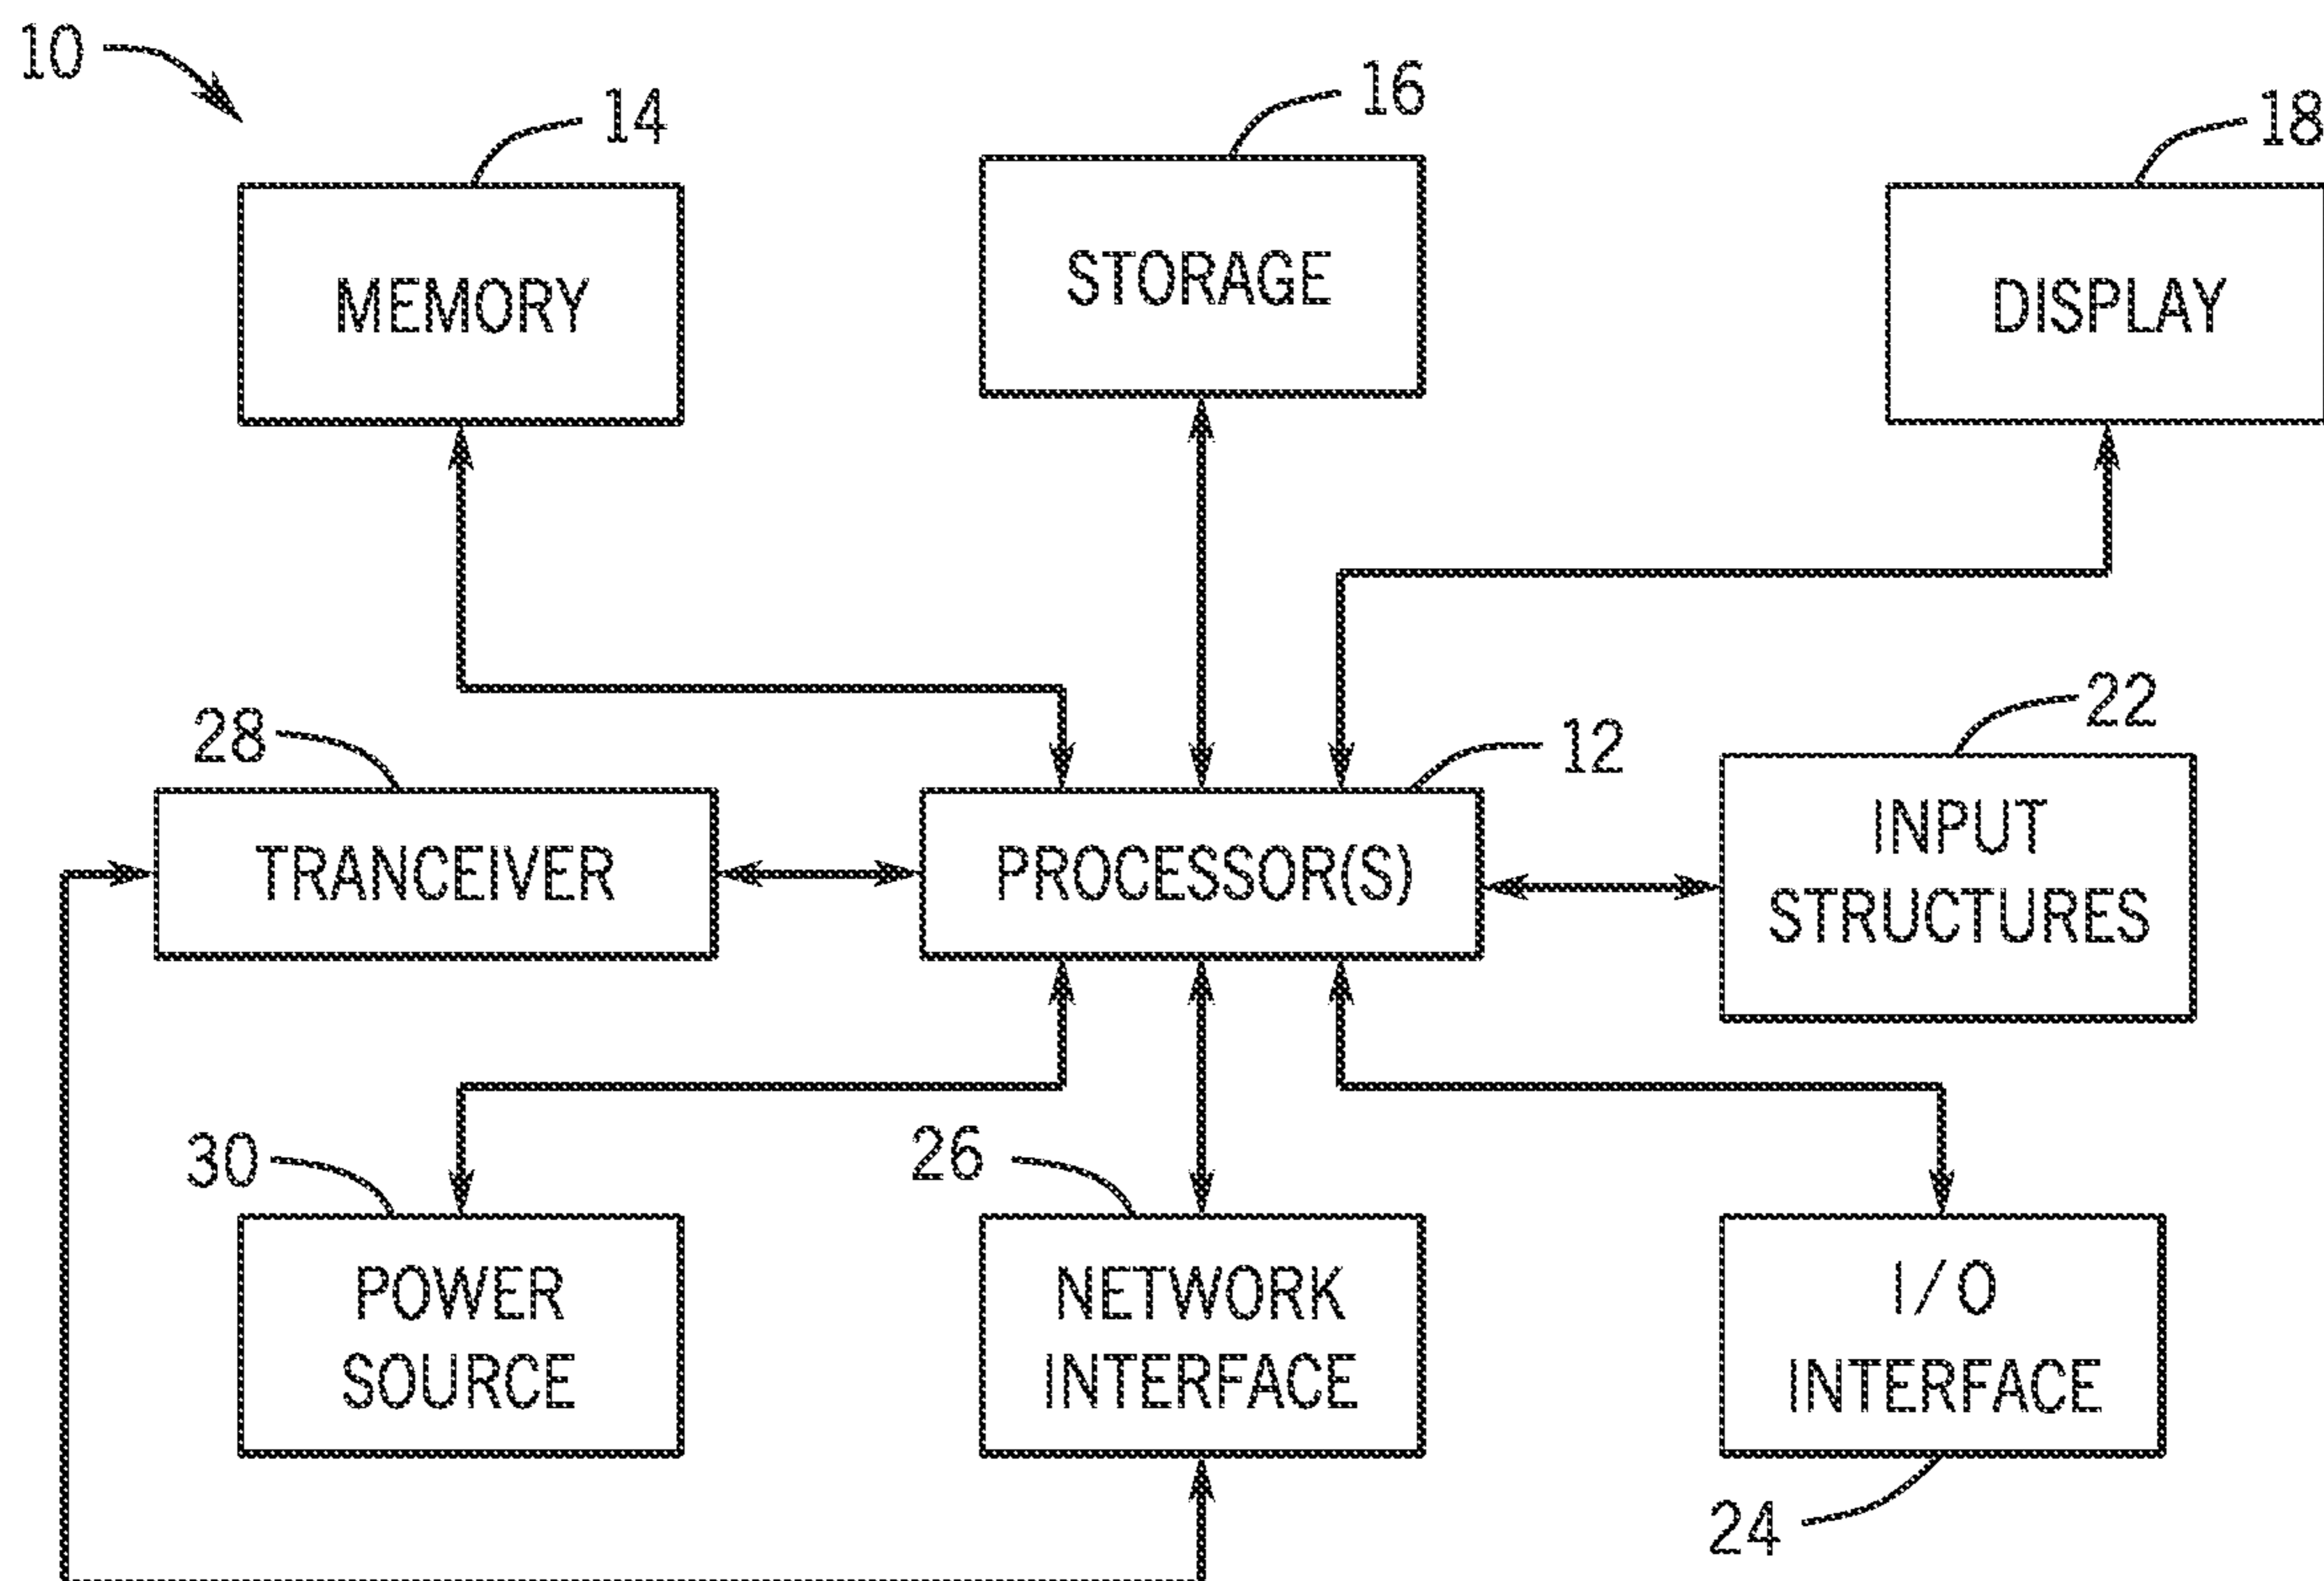 10
14
16
18
MEMORY
STORAGE
DISPLAY
28
12
22
TRANCEIVER
PROCESSOR(S)
INPUT
STRUCTURES
30
26
POWER
SOURCE
NETWORK
INTERFACE
I/O
INTERFACE
24